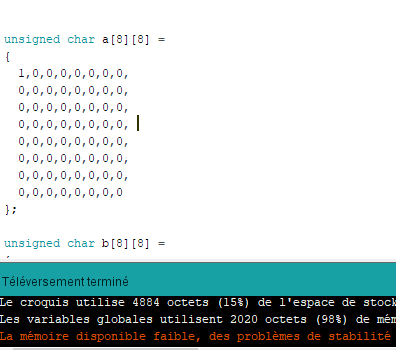 unsigned char a[8][8] =
{
1,0,0,0,0,0,0,0,
0,0,0,0,0,0,0,0,
0,0,0,0,0,0,0,0,
0,0,0,0,0,0,0,0,
0,0,0,0,0,0,0,0,
0,0,0,0,0,0,0,0,
0,0,0,0,0,0,0,0,
0,0,0,0,0,0,0,0
};
unsigned char b[8][8] =
Téléversement terminé
Le croquis utilise 4884 octets (15%) de l'espace de stock
Les variables globales utilisent 2020 octets (98%) de mém
La mémoire disponible faible, des problèmes de stabilité